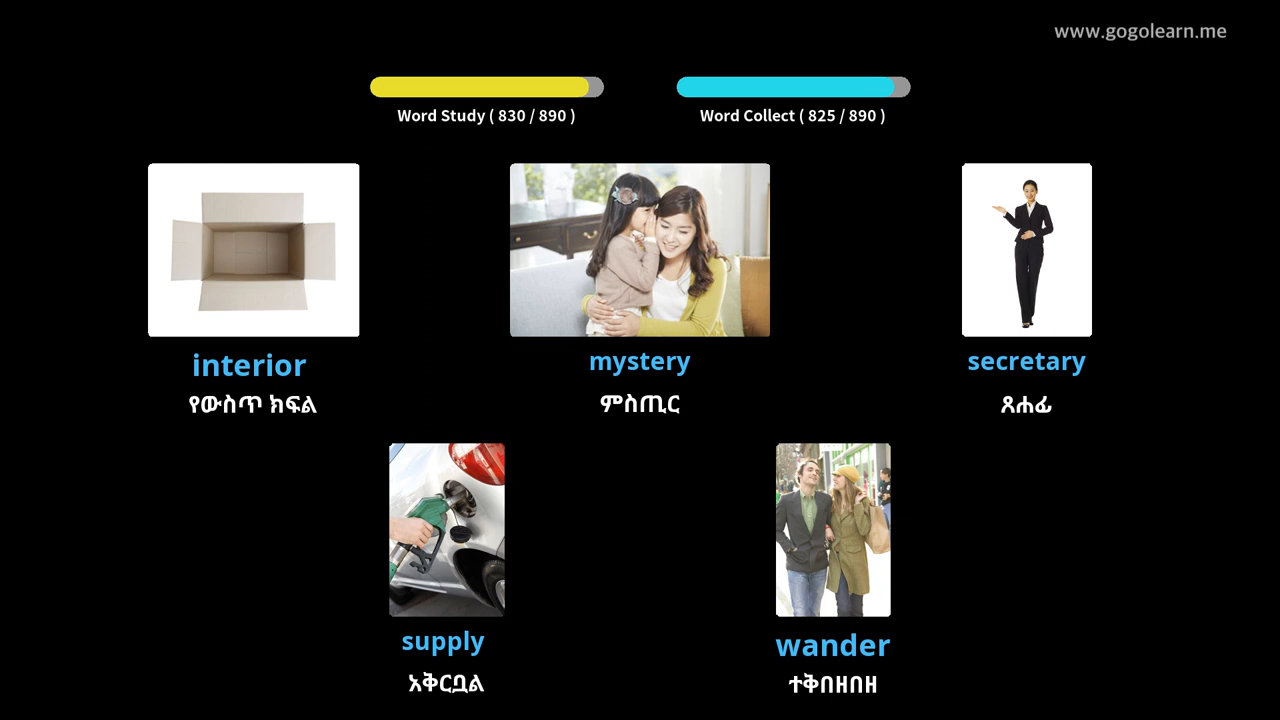 www.gogolearn.me
Word Study ( 830 / 890 )
Word Collect ( 825 / 890 )
interior
mystery
secretary
የውስጥ ክፍል
ምስጢር
ጸሐፊ
supply
wander
አቅርቧል
ተቅበዘበዘ